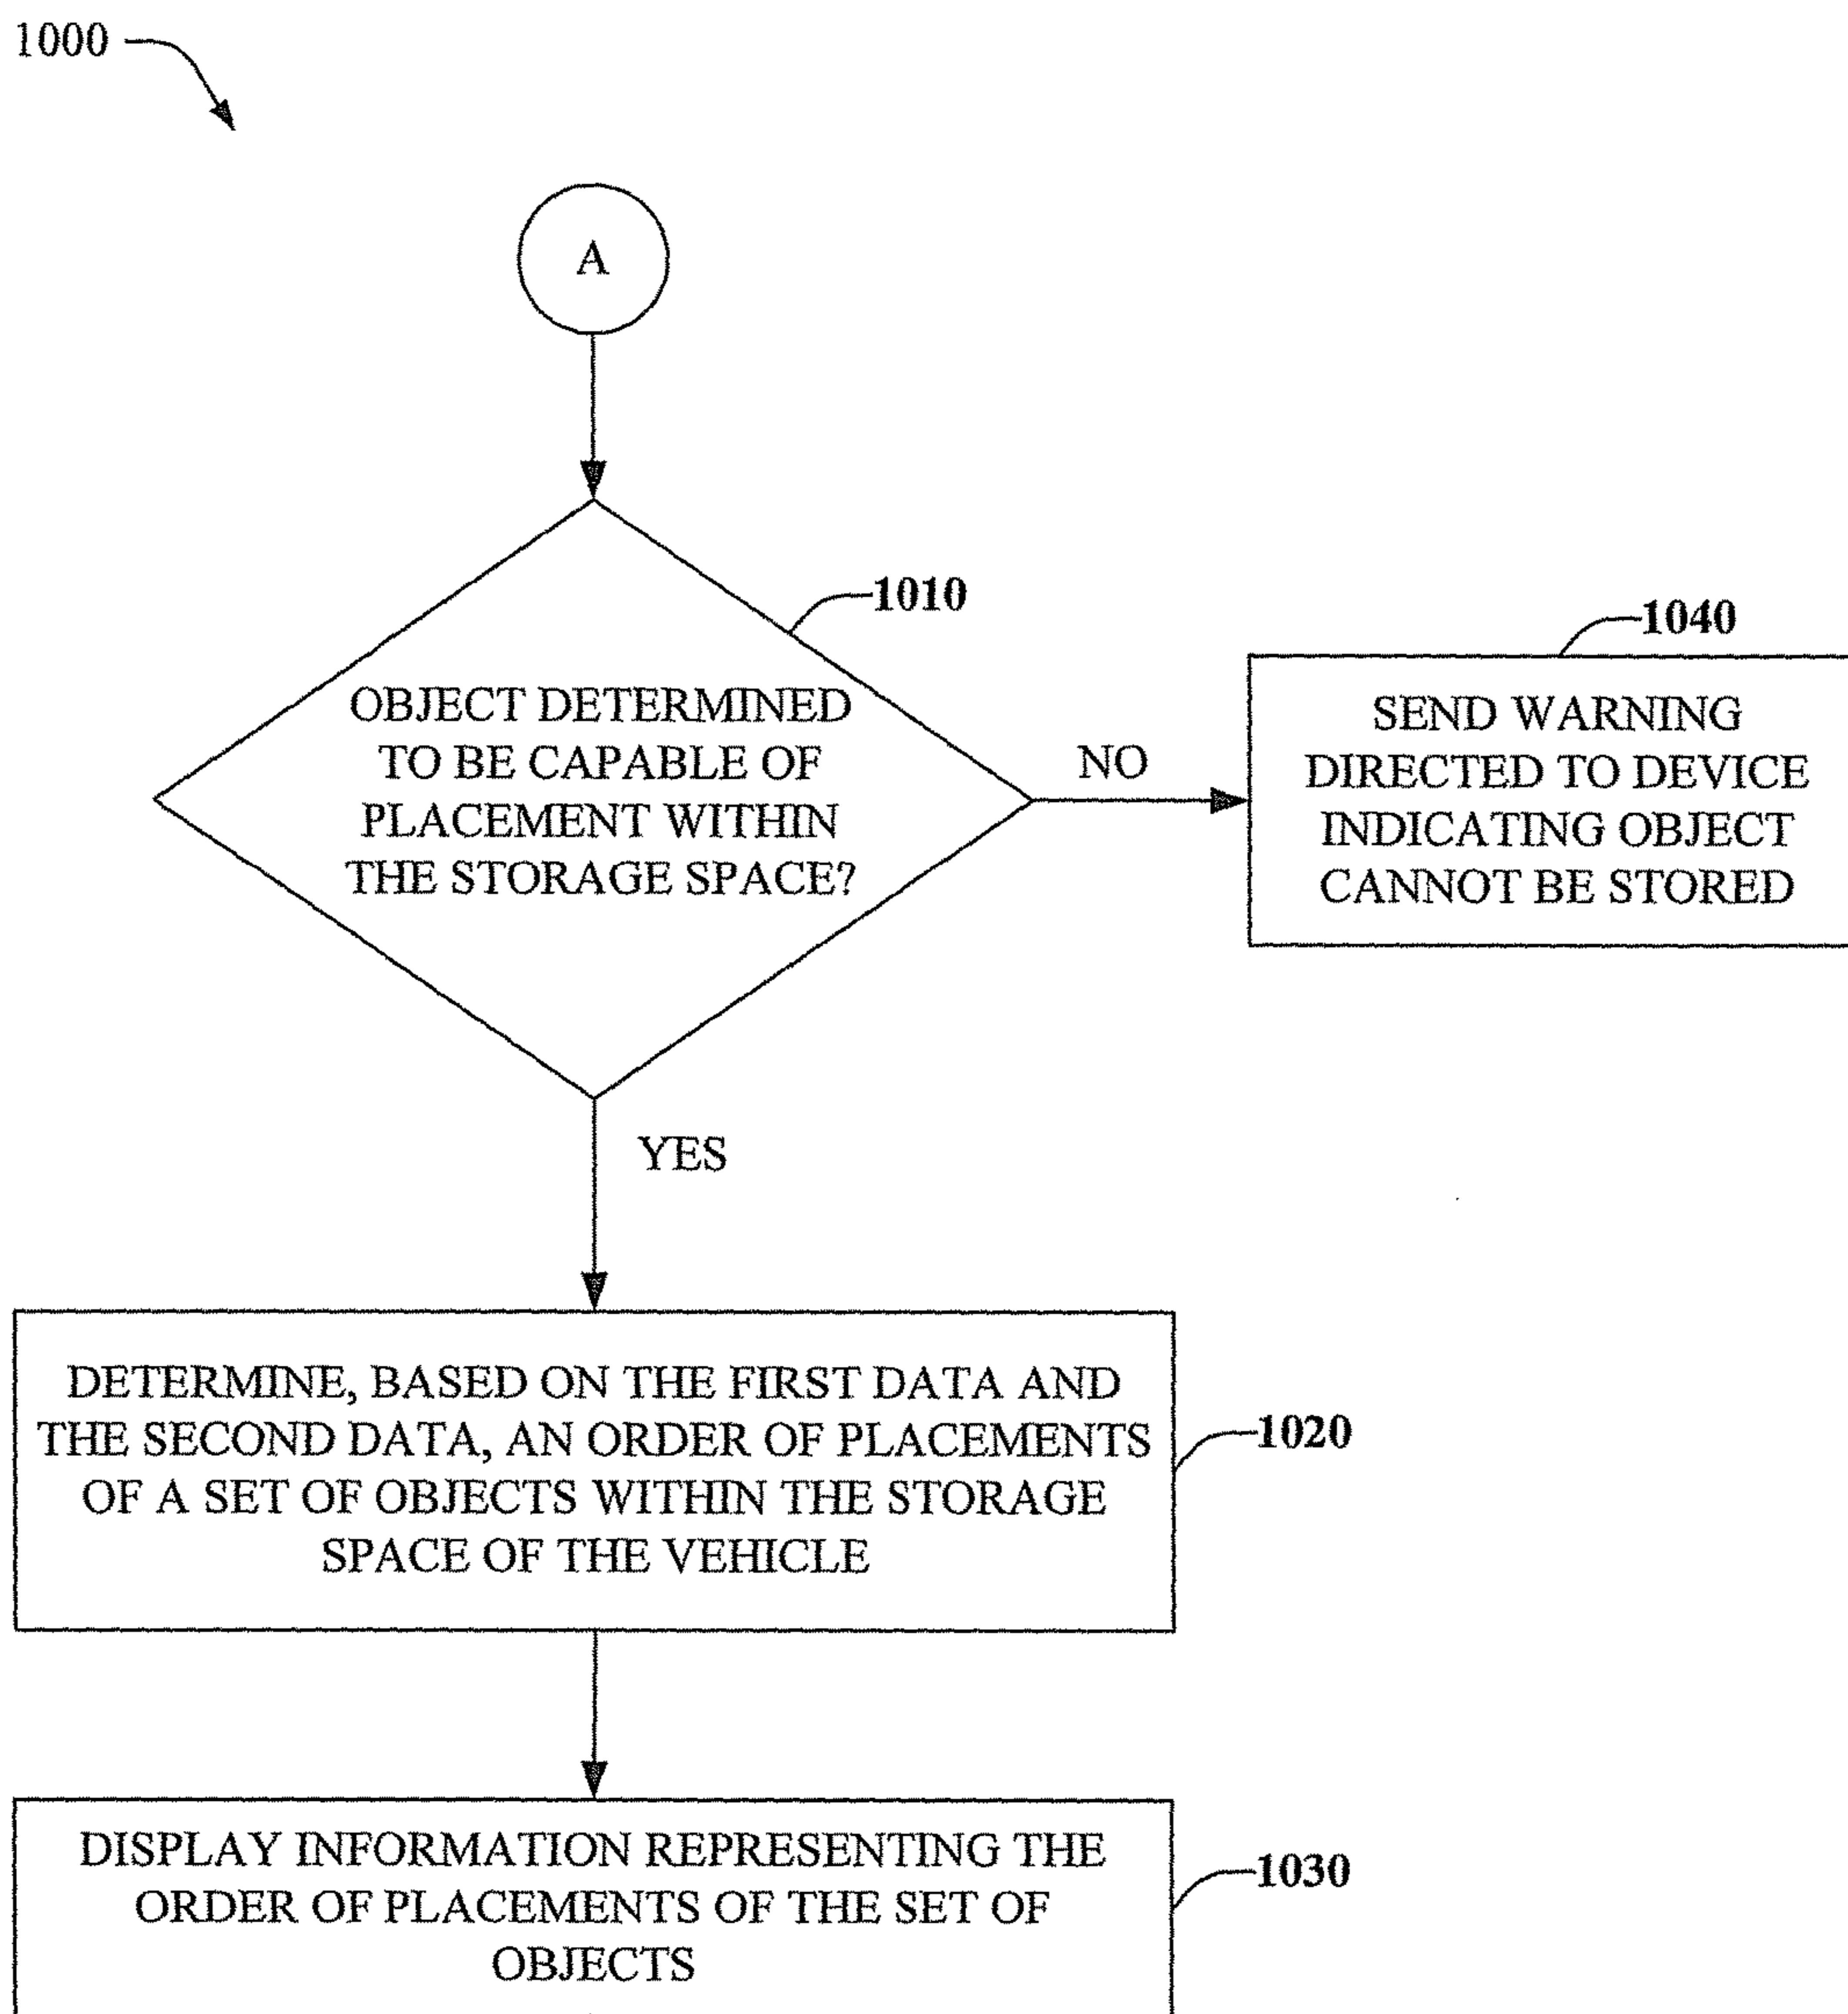 1000
A
1010
OBJECT DETERMINED
TO BE CAPABLE OF
PLACEMENT WITHIN
THE STORAGE SPACE?
NO
1040
SEND WARNING
DIRECTED TO DEVICE
INDICATING OBJECT
CANNOT BE STORED
YES
DETERMINE, BASED ON THE FIRST DATA AND
THE SECOND DATA, AN ORDER OF PLACEMENTS
OF A SET OF OBJECTS WITHIN THE STORAGE
SPACE OF THE VEHICLE
1020
DISPLAY INFORMATION REPRESENTING THE
ORDER OF PLACEMENTS OF THE SET OF
OBJECTS
1030